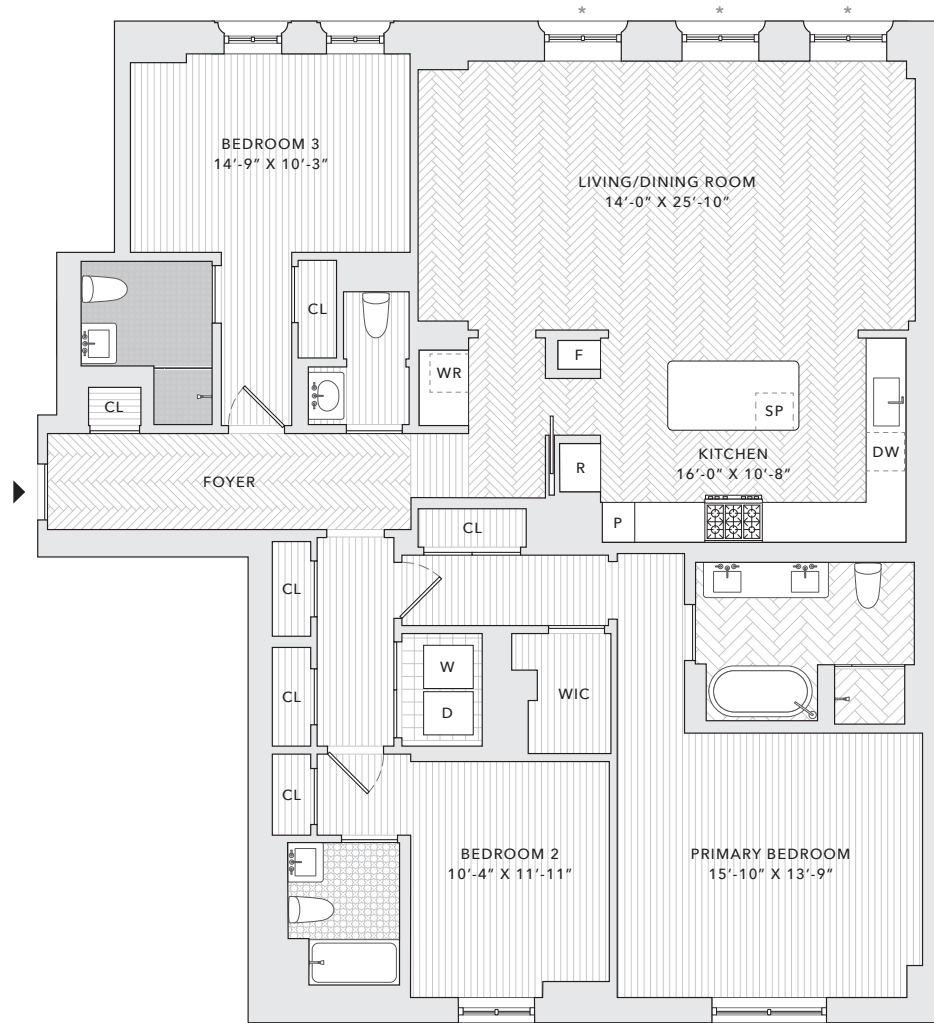 * * *
BEDROOM 3
14'-9" X 10'-3"
LIVING/DINING ROOM
14'-0" X 25'-10"
CL
F
WR
CL
SP
DW
KITCHEN
16'-0" X 10'-8"
R
FOYER
P
CL
CL
W
CL
WIC
D
CL
BEDROOM 2
10'-4" X 11'-11"
PRIMARY BEDROOM
15'-10" X 13'-9"